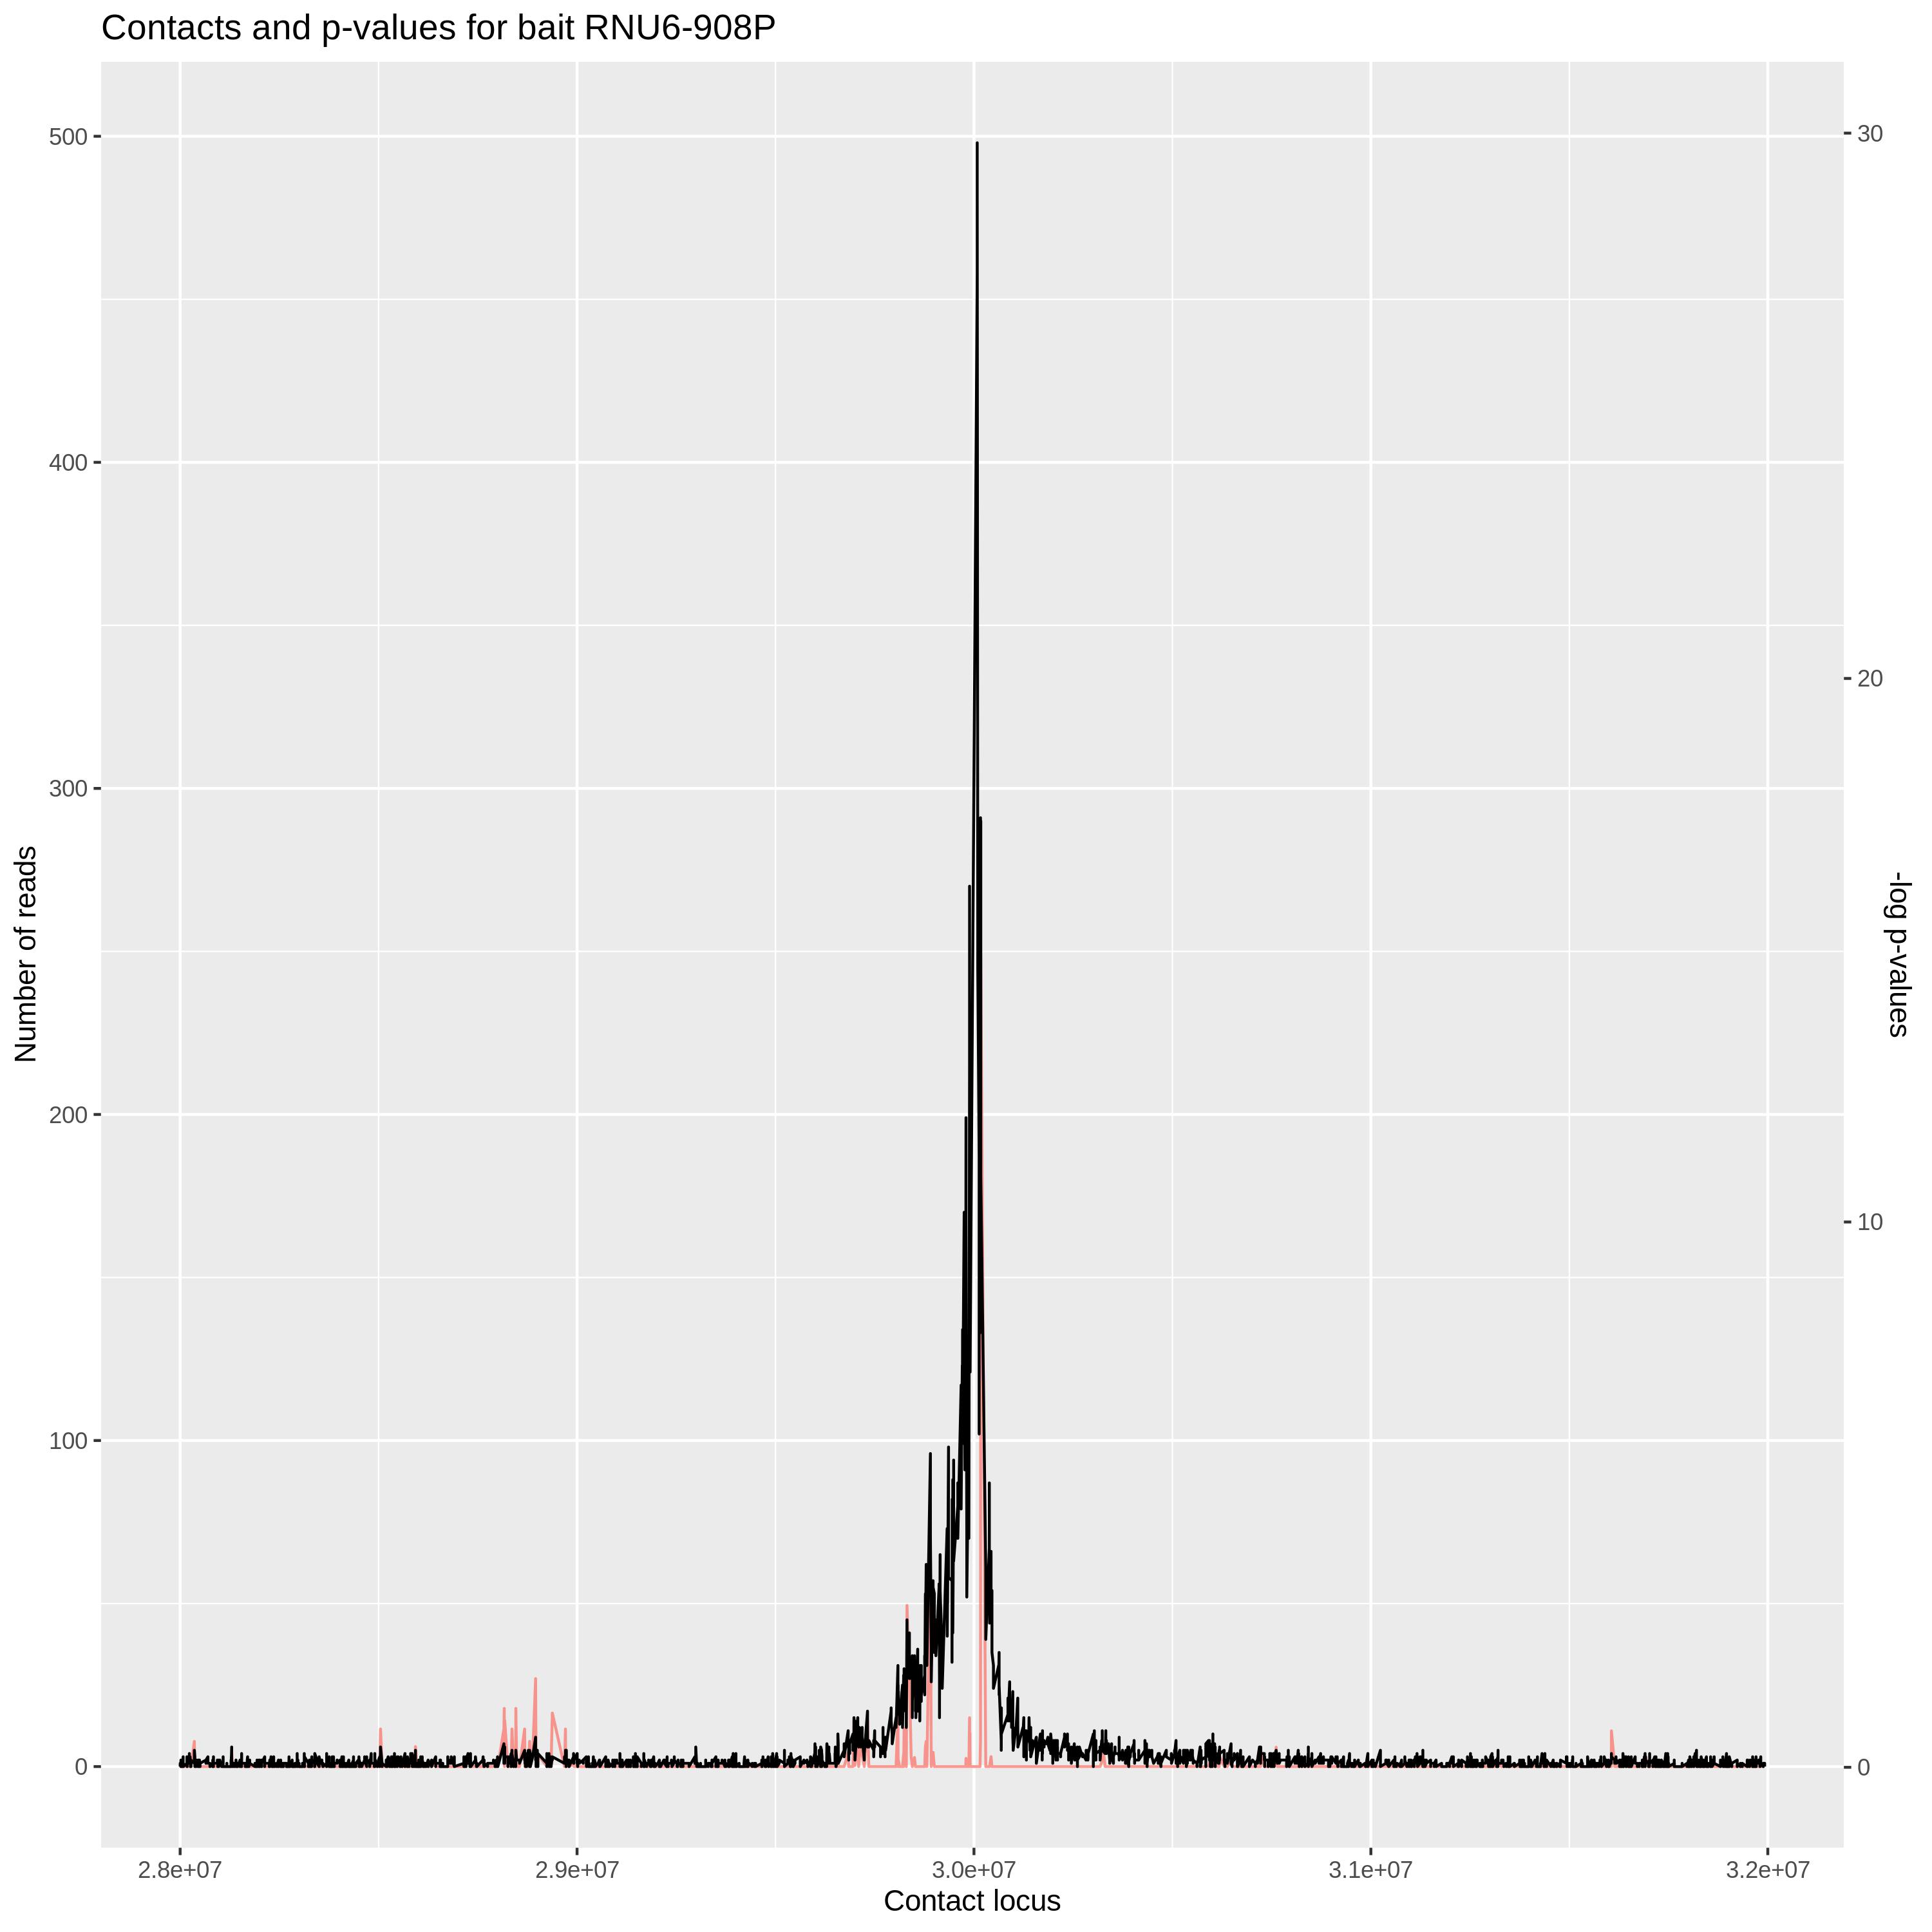 Contacts and p-values for bait RNU6-908P
500
400
300
200
100
0
Number of reads
30
20
10
0
-log p-values
2.8e+07 2.9e+07 3.0e+07 3.1e+07 3.2e+07
Contact locus